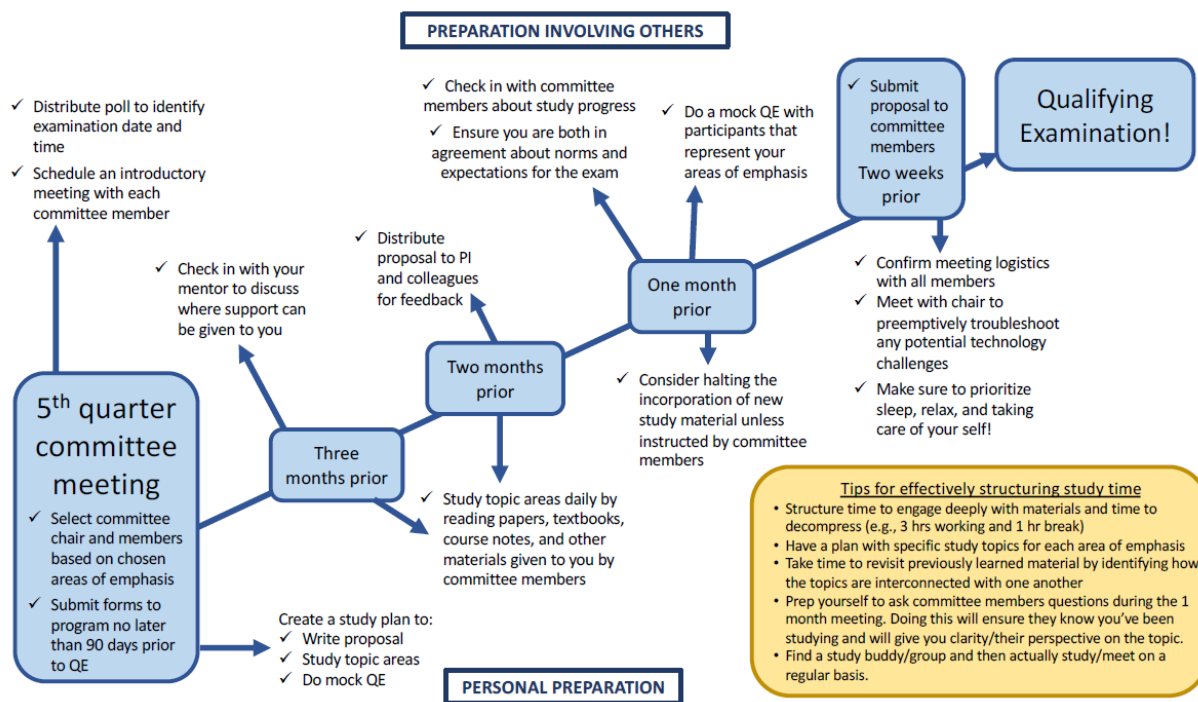 PREPARATION INVOLVING OTHERS
✓ Distribute poll to identify
examination date and
time
✓ Schedule an introductory
meeting with each
committee member
✓ Check in with your
mentor to discuss
where support can
be given to you
✓ Distribute
proposal to PI
and colleagues
for feedback
✓ Check in with committee
members about study progress
✓ Ensure you are both in
agreement about norms and
expectations for the exam
✓ Do a mock QE with
participants that
represent your
areas of emphasis
✓ Submit
proposal to
committee
members
Two weeks
prior
Qualifying
Examination!
One month
prior
Two months
prior
Three
months prior
5th quarter
committee
meeting
✓ Select committee
chair and members
based on chosen
areas of emphasis
✓ Submit forms to
program no later
than 90 days prior
to QE
Create a study plan to:
✓ Write proposal
✓ Study topic areas
✓ Do mock QE
✓ Study topic areas daily by
reading papers, textbooks,
course notes, and other
materials given to you by
committee members
✓ Consider halting the
incorporation of new
study material unless
instructed by committee
members
✓ Confirm meeting logistics
with all members
✓ Meet with chair to
preemptively troubleshoot
any potential technology
challenges
✓ Make sure to prioritize
sleep, relax, and taking
care of your self!
Tips for effectively structuring study time
• Structure time to engage deeply with materials and time to
decompress (e.g., 3 hrs working and 1 hr break)
• Have a plan with specific study topics for each area of emphasis
• Take time to revisit previously learned material by identifying how
the topics are interconnected with one another
• Prep yourself to ask committee members questions during the 1
month meeting. Doing this will ensure they know you've been
studying and will give you clarity/their perspective on the topic.
• Find a study buddy/group and then actually study/meet on a
regular basis.
PERSONAL PREPARATION